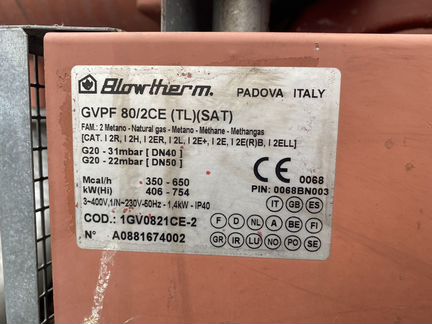 Blowtherm. PADOVA ITALY
GVPF 80/2CE (TL)(SAT)
FAM.: 2 Metano - Natural gas - Metano - Méthane - Methangas
[CAT. I 2R, I 2H, I 2ER, I 2L, I 2E+, I 2E, I 2E(R)B, I 2ELL]
G20 - 31mbar [ DN40 ]
G20 - 22mbar [ DN50 ]
CE 0068
Mcal/h 350 - 650
PIN: 0068BN003
kW(Hi) 406 - 754
IT GB ES
3~400V,1/N~230V-50Hz - 1,4kW - IP40
COD.: 1GV0821CE-2
F D NL A BE FI
N° A0881674002
GR IR LU NO PO SE